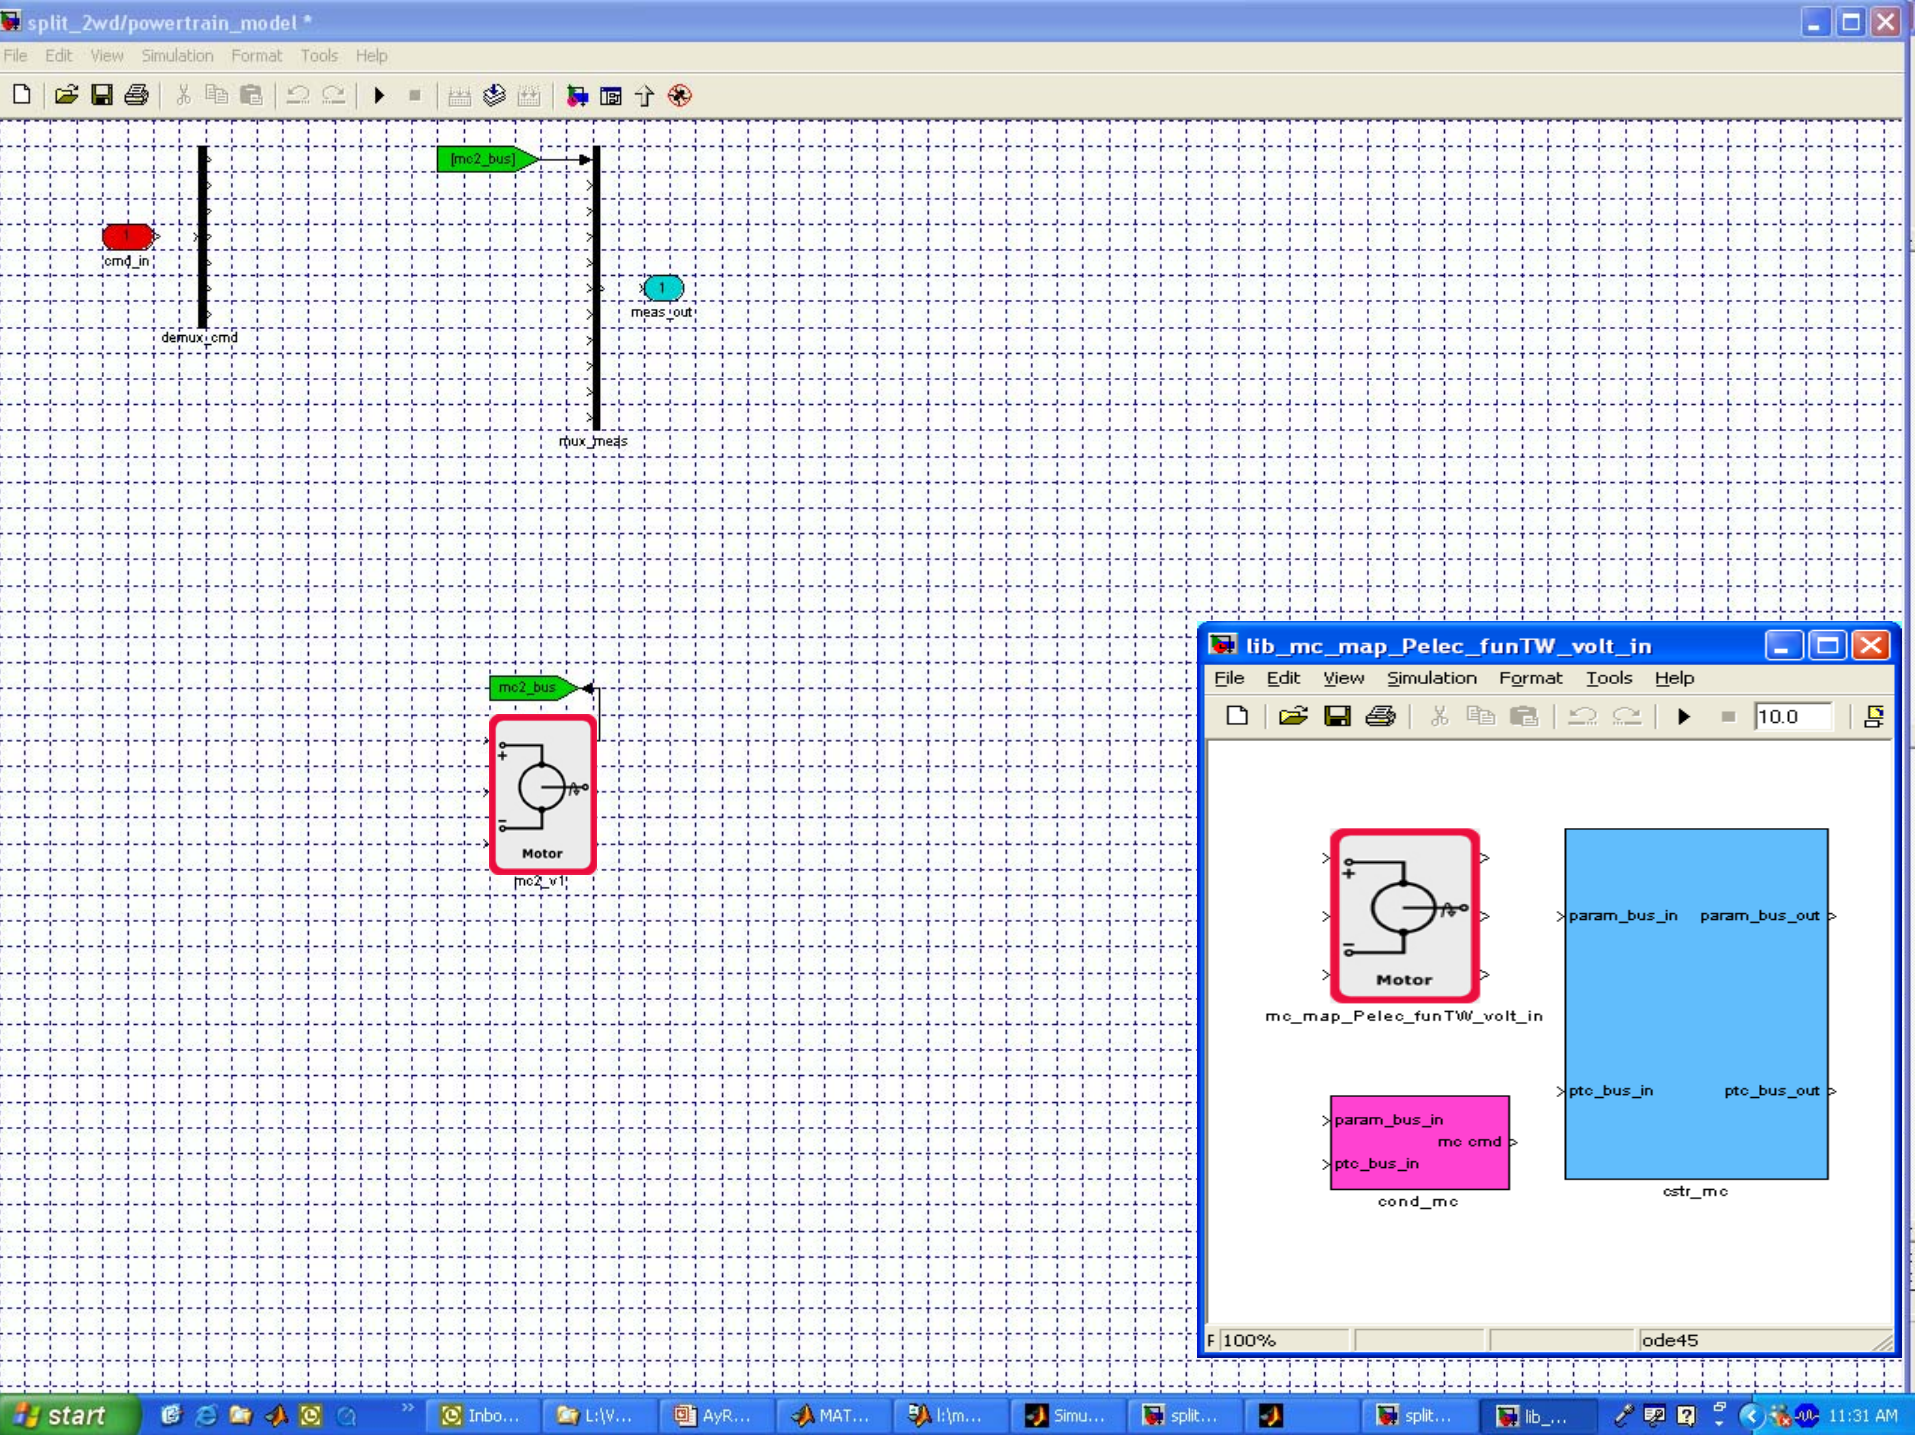 split_2wd/powertrain_model *
File Edit View Simulation Format Tools Help
[mc2_bus]
1
cmd_in
demux_cmd
1
meas_out
mux_meas
mc2_bus
+
Motor
mc2_v1
lib_mc_map_Pelec_funTW_volt_in
File Edit View Simulation Format Tools Help
10.0
+
Motor
mc_map_Pelec_funTW_volt_in
param_bus_in param_bus_out
ptc_bus_in ptc_bus_out
cstr_mc
param_bus_in
mc cmd
ptc_bus_in
cond_mc
F 100% ode45
start Inbo... L:\V... AyR... MAT... I:\m... Simu... split... split... lib_... 11:31 AM